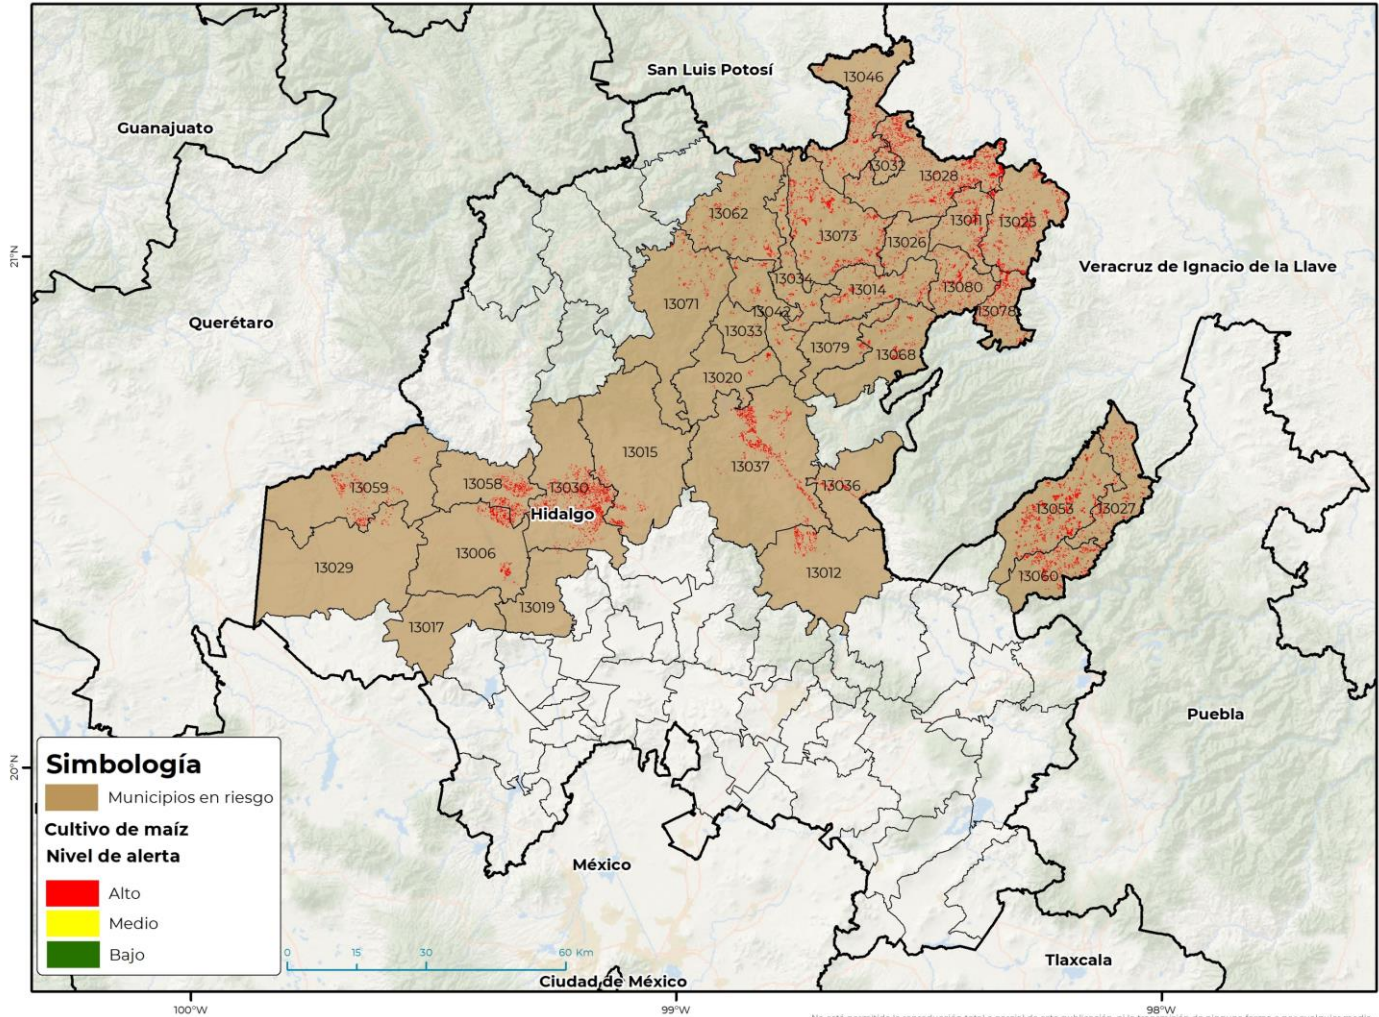 San Luis Potosí
Guanajuato
Querétaro
Veracruz de Ignacio de la Llave
Hidalgo
Puebla
México
Tlaxcala
Ciudad de México
13046
13032
13028
13062
13011
13025
13073
13026
13034
13014
13080
13071
13042
13078
13033
13079
13068
13020
13015
13037
13036
13059
13058
13030
13053
13027
13006
13029
13012
13060
13019
13017
21°N
20°N
Simbología
Municipios en riesgo
Cultivo de maíz
Nivel de alerta
Alto
Medio
Bajo
0 15 30 60 Km
100°W 99°W 98°W